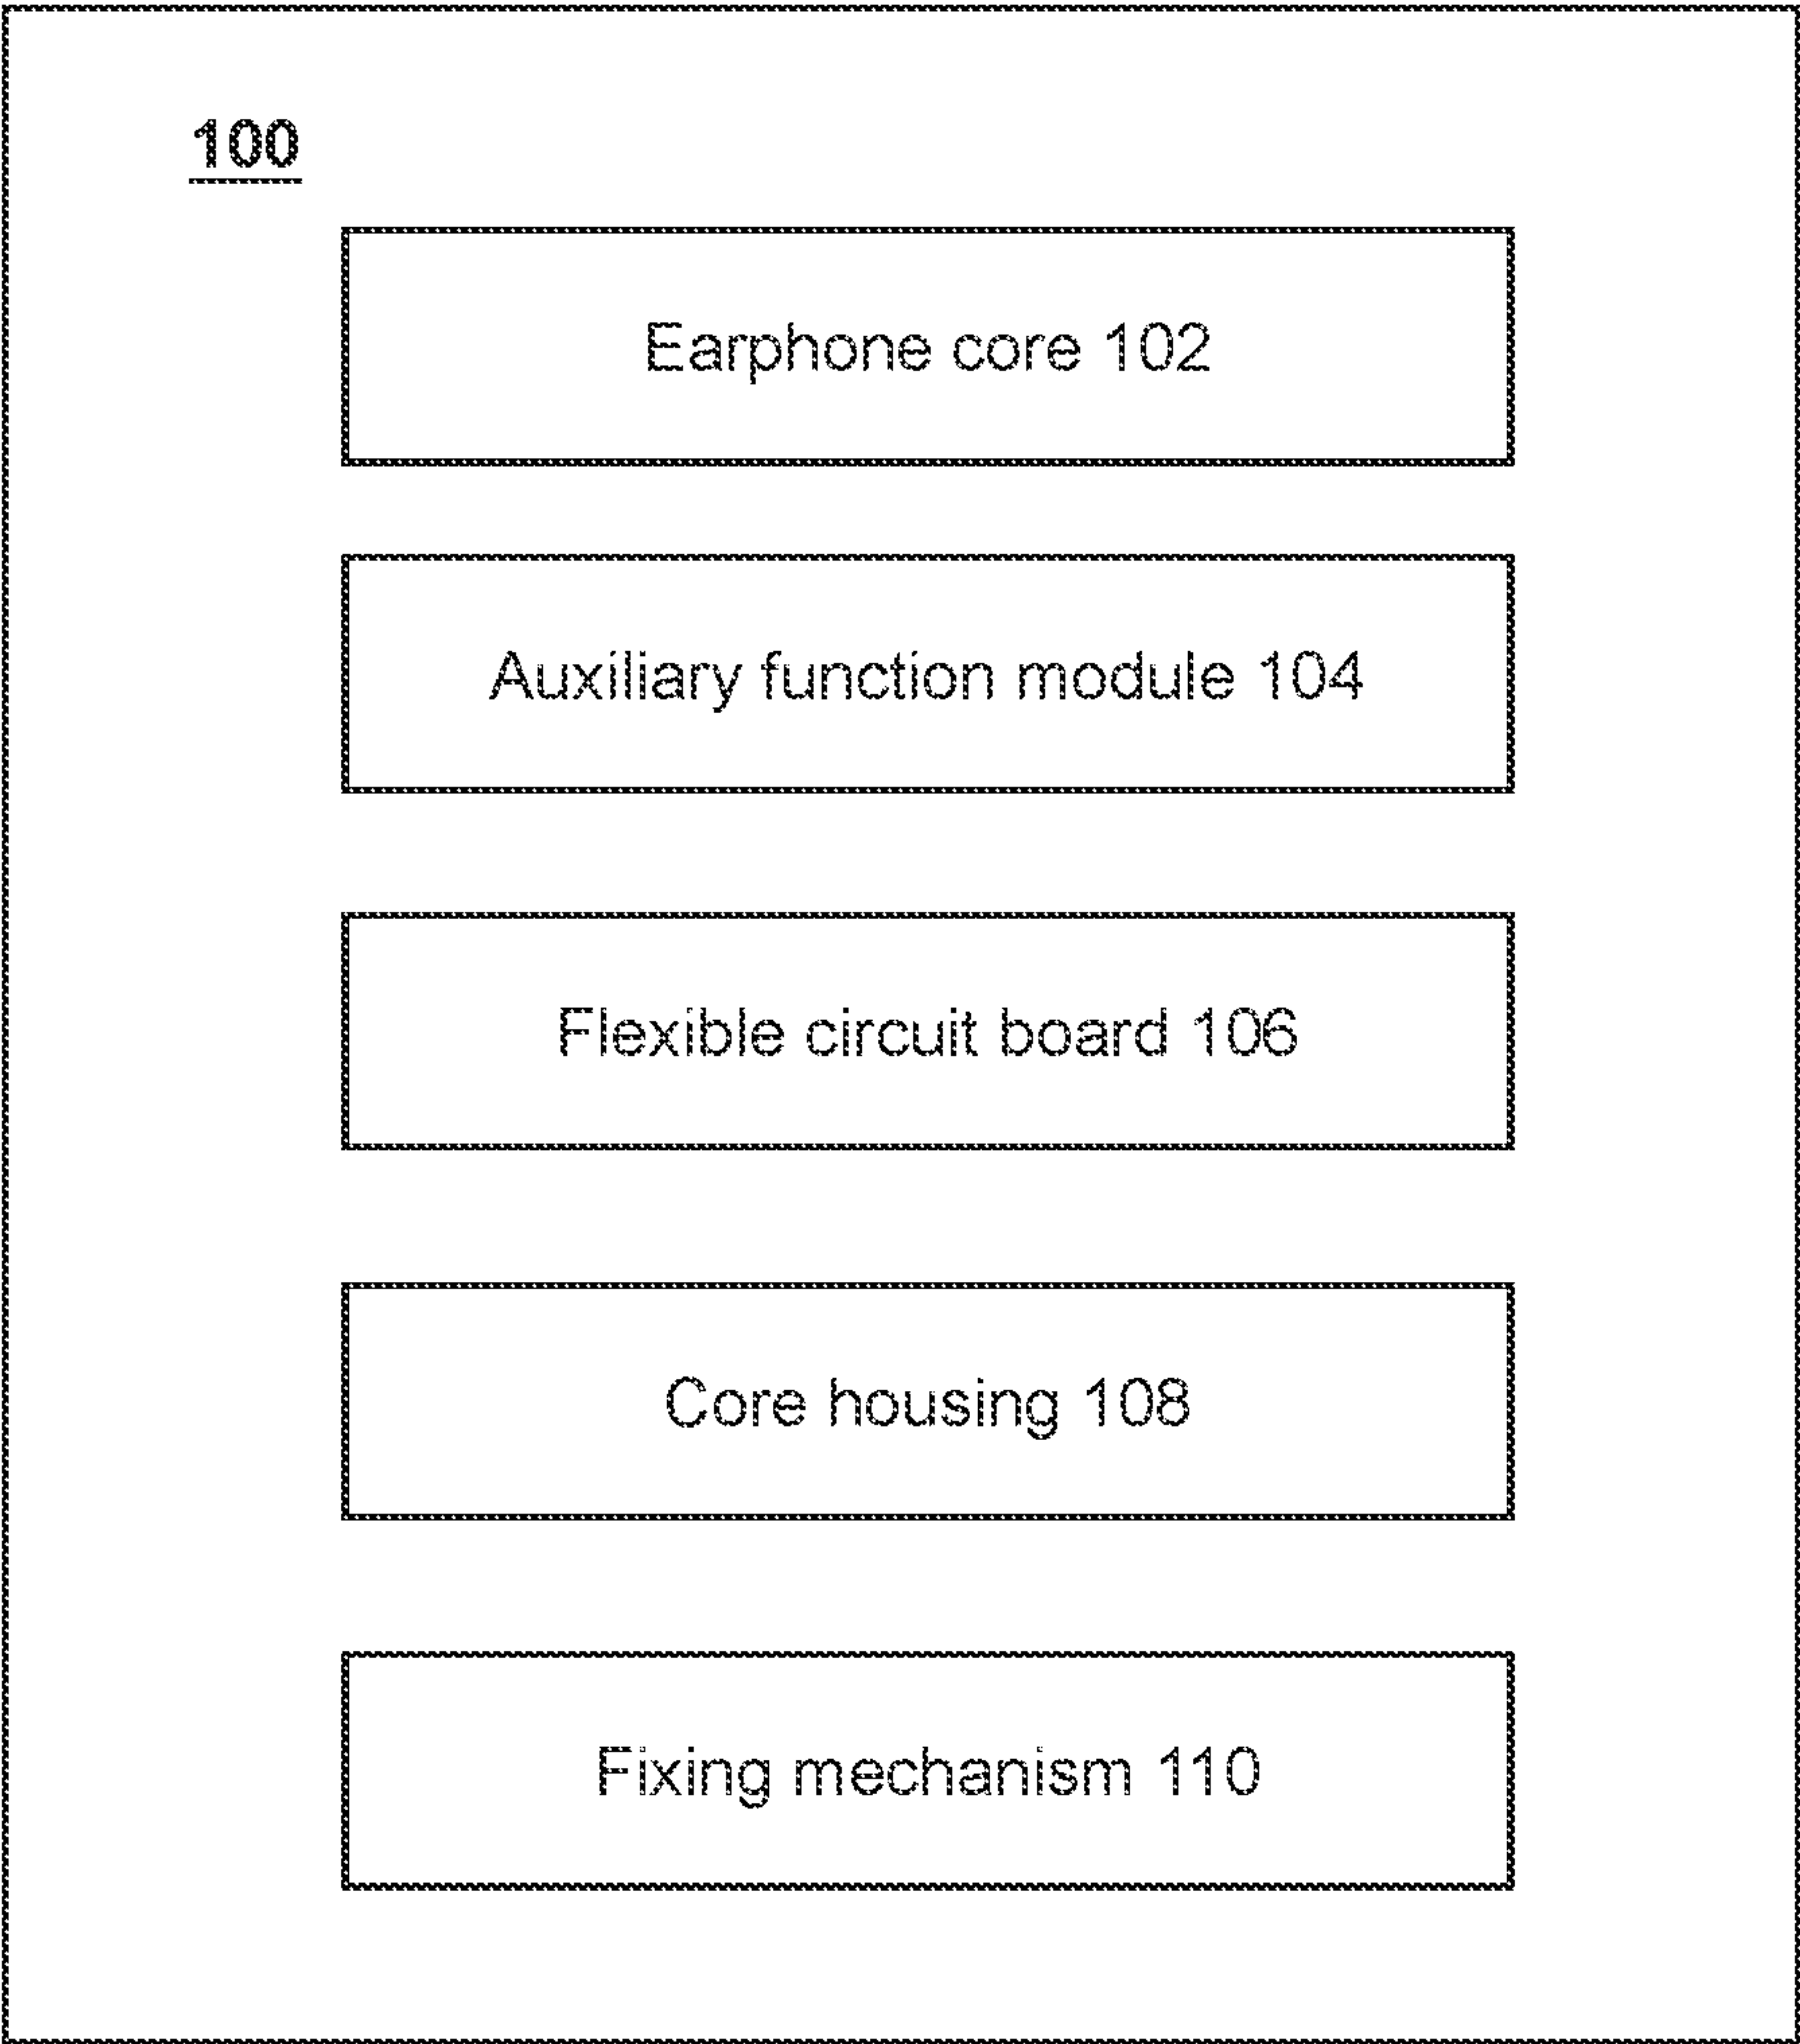 100
Earphone core 102
Auxiliary function module 104
Flexible circuit board 106
Core housing 108
Fixing mechanism 110